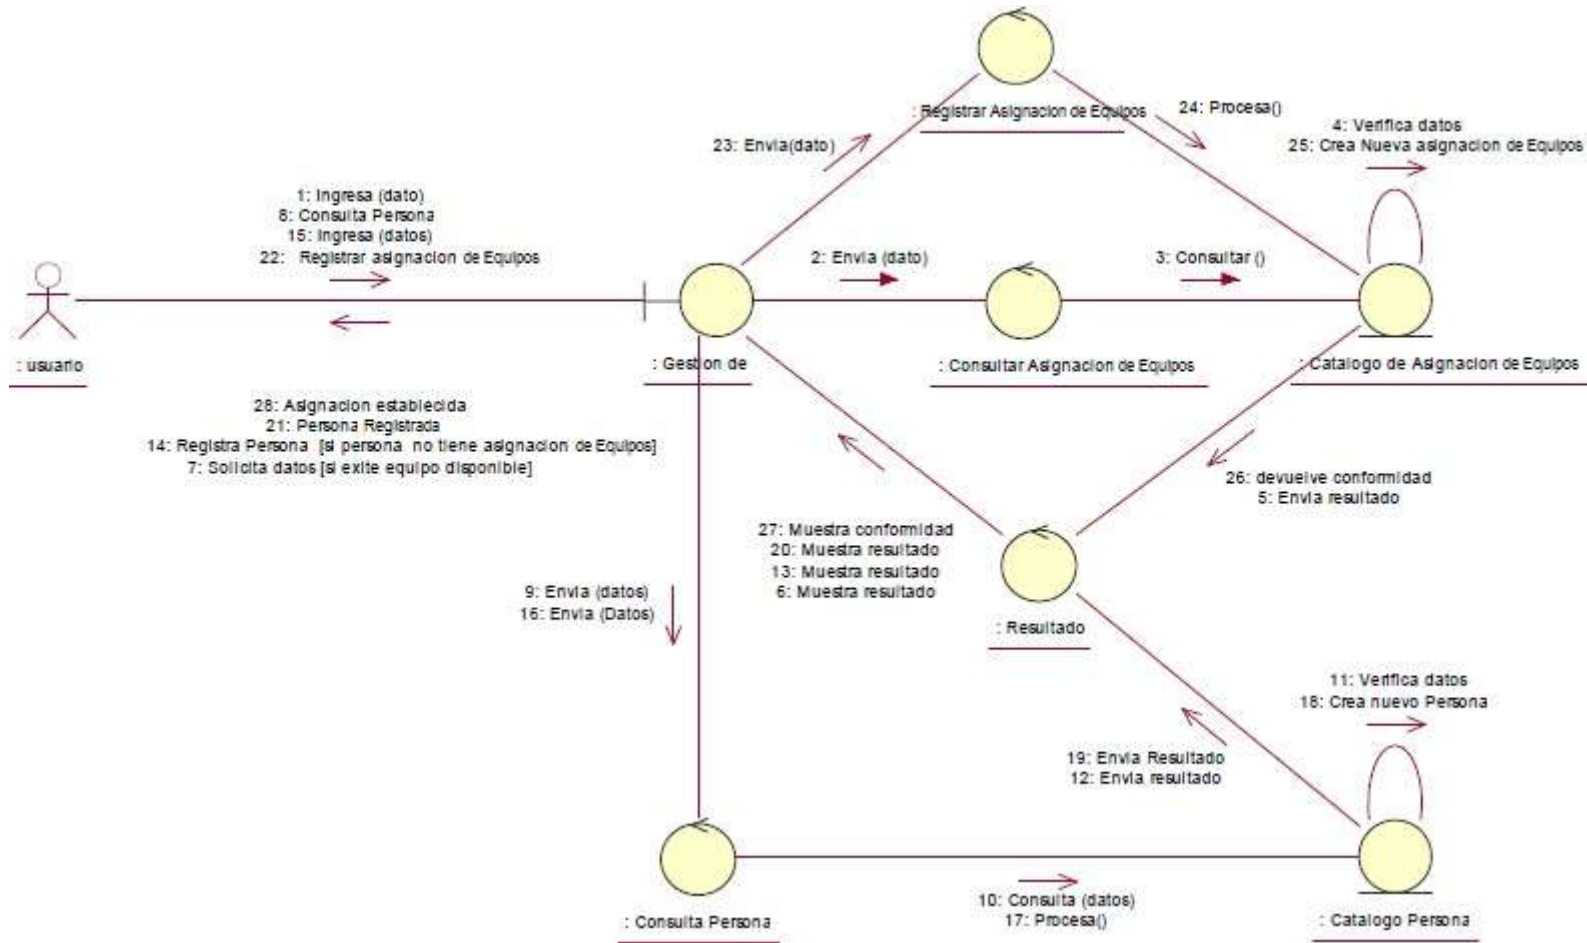 : Registrar Asignacion de Equipos
24: Procesa()
4: Verifica datos
25: Crea Nueva asignacion de Equipos
23: Envia(dato)
1: Ingresa (dato)
8: Consulta Persona
15: Ingresa (datos)
22: Registrar asignacion de Equipos
2: Envia (dato)
3: Consultar ()
: usuario
: Gestion de
: Consultar Asignacion de Equipos
: Catalogo de Asignacion de Equipos
28: Asignacion establecida
21: Persona Registrada
14: Registra Persona [si persona no tiene asignacion de Equipos]
7: Solicita datos [si exite equipo disponible]
26: devuelve conformidad
5: Envia resultado
27: Muestra conformidad
20: Muestra resultado
13: Muestra resultado
6: Muestra resultado
9: Envia (datos)
16: Envia (Datos)
: Resultado
11: Verifica datos
18: Crea nuevo Persona
19: Envia Resultado
12: Envia resultado
10: Consulta (datos)
17: Procesa()
: Consulta Persona
: Catalogo Persona